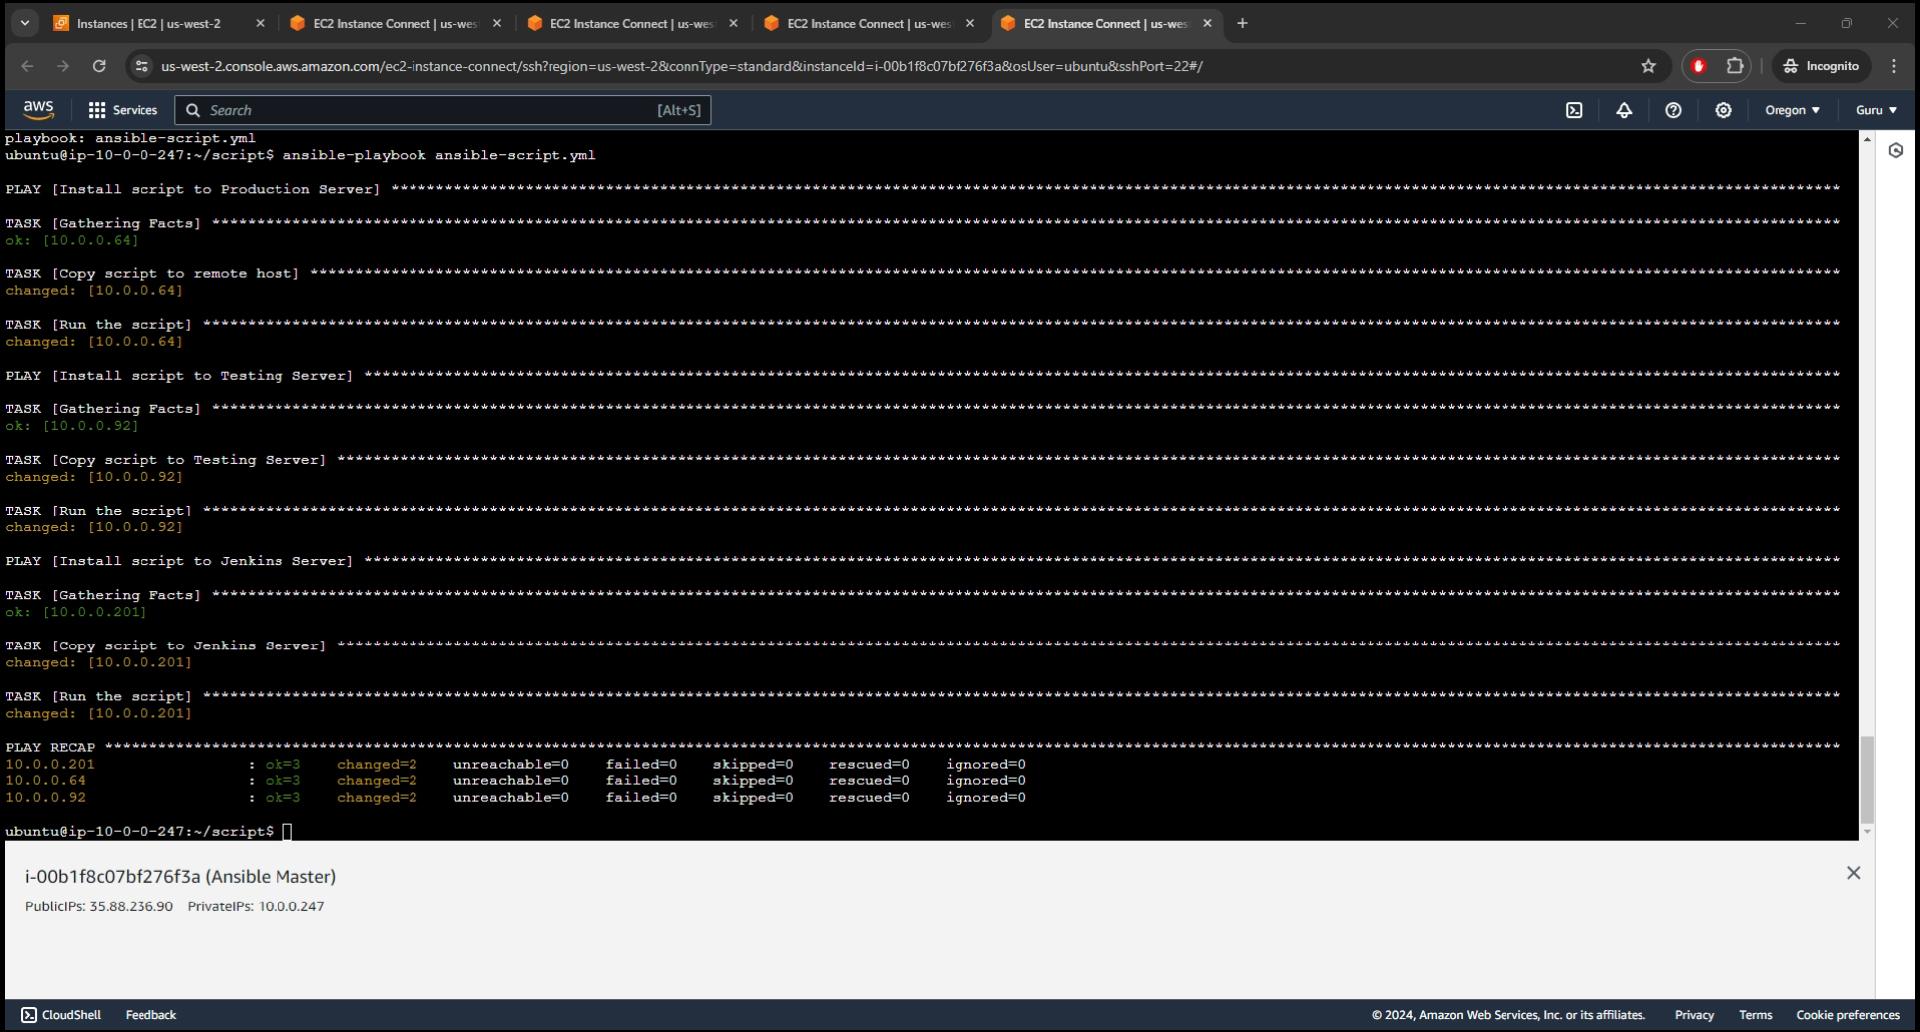 Instances | EC2 | us-west-2
EC2 Instance Connect | us-wes
EC2 Instance Connect | us-wes
EC2 Instance Connect | us-wes
EC2 Instance Connect | us-wes
us-west-2.console.aws.amazon.com/ec2-instance-connect/ssh?region=us-west-2&connType=standard&instanceId=i-00b1f8c07bf276f3a&osUser=ubuntu&sshPort=22#/
Incognito
aws
Services
Search
[Alt+S]
Oregon
Guru
playbook: ansible-script.yml
ubuntu@ip-10-0-0-247:~/script$ ansible-playbook ansible-script.yml
PLAY [Install script to Production Server] ****
TASK [Gathering Facts] ****
ok: [10.0.0.64]
TASK [Copy script to remote host] ****
changed: [10.0.0.64]
TASK [Run the script] ****
changed: [10.0.0.64]
PLAY [Install script to Testing Server] ****
TASK [Gathering Facts] ****
ok: [10.0.0.92]
TASK [Copy script to Testing Server] ****
changed: [10.0.0.92]
TASK [Run the script] ****
changed: [10.0.0.92]
PLAY [Install script to Jenkins Server] ****
TASK [Gathering Facts] ****
ok: [10.0.0.201]
TASK [Copy script to Jenkins Server] ****
changed: [10.0.0.201]
TASK [Run the script] ****
changed: [10.0.0.201]
PLAY RECAP ****
10.0.0.201 : ok=3 changed=2 unreachable=0 failed=0 skipped=0 rescued=0 ignored=0
10.0.0.64 : ok=3 changed=2 unreachable=0 failed=0 skipped=0 rescued=0 ignored=0
10.0.0.92 : ok=3 changed=2 unreachable=0 failed=0 skipped=0 rescued=0 ignored=0
ubuntu@ip-10-0-0-247:~/script$
i-00b1f8c07bf276f3a (Ansible Master)
PublicIPs: 35.88.236.90 PrivateIPs: 10.0.0.247
CloudShell
Feedback
© 2024, Amazon Web Services, Inc. or its affiliates.
Privacy
Terms
Cookie preferences